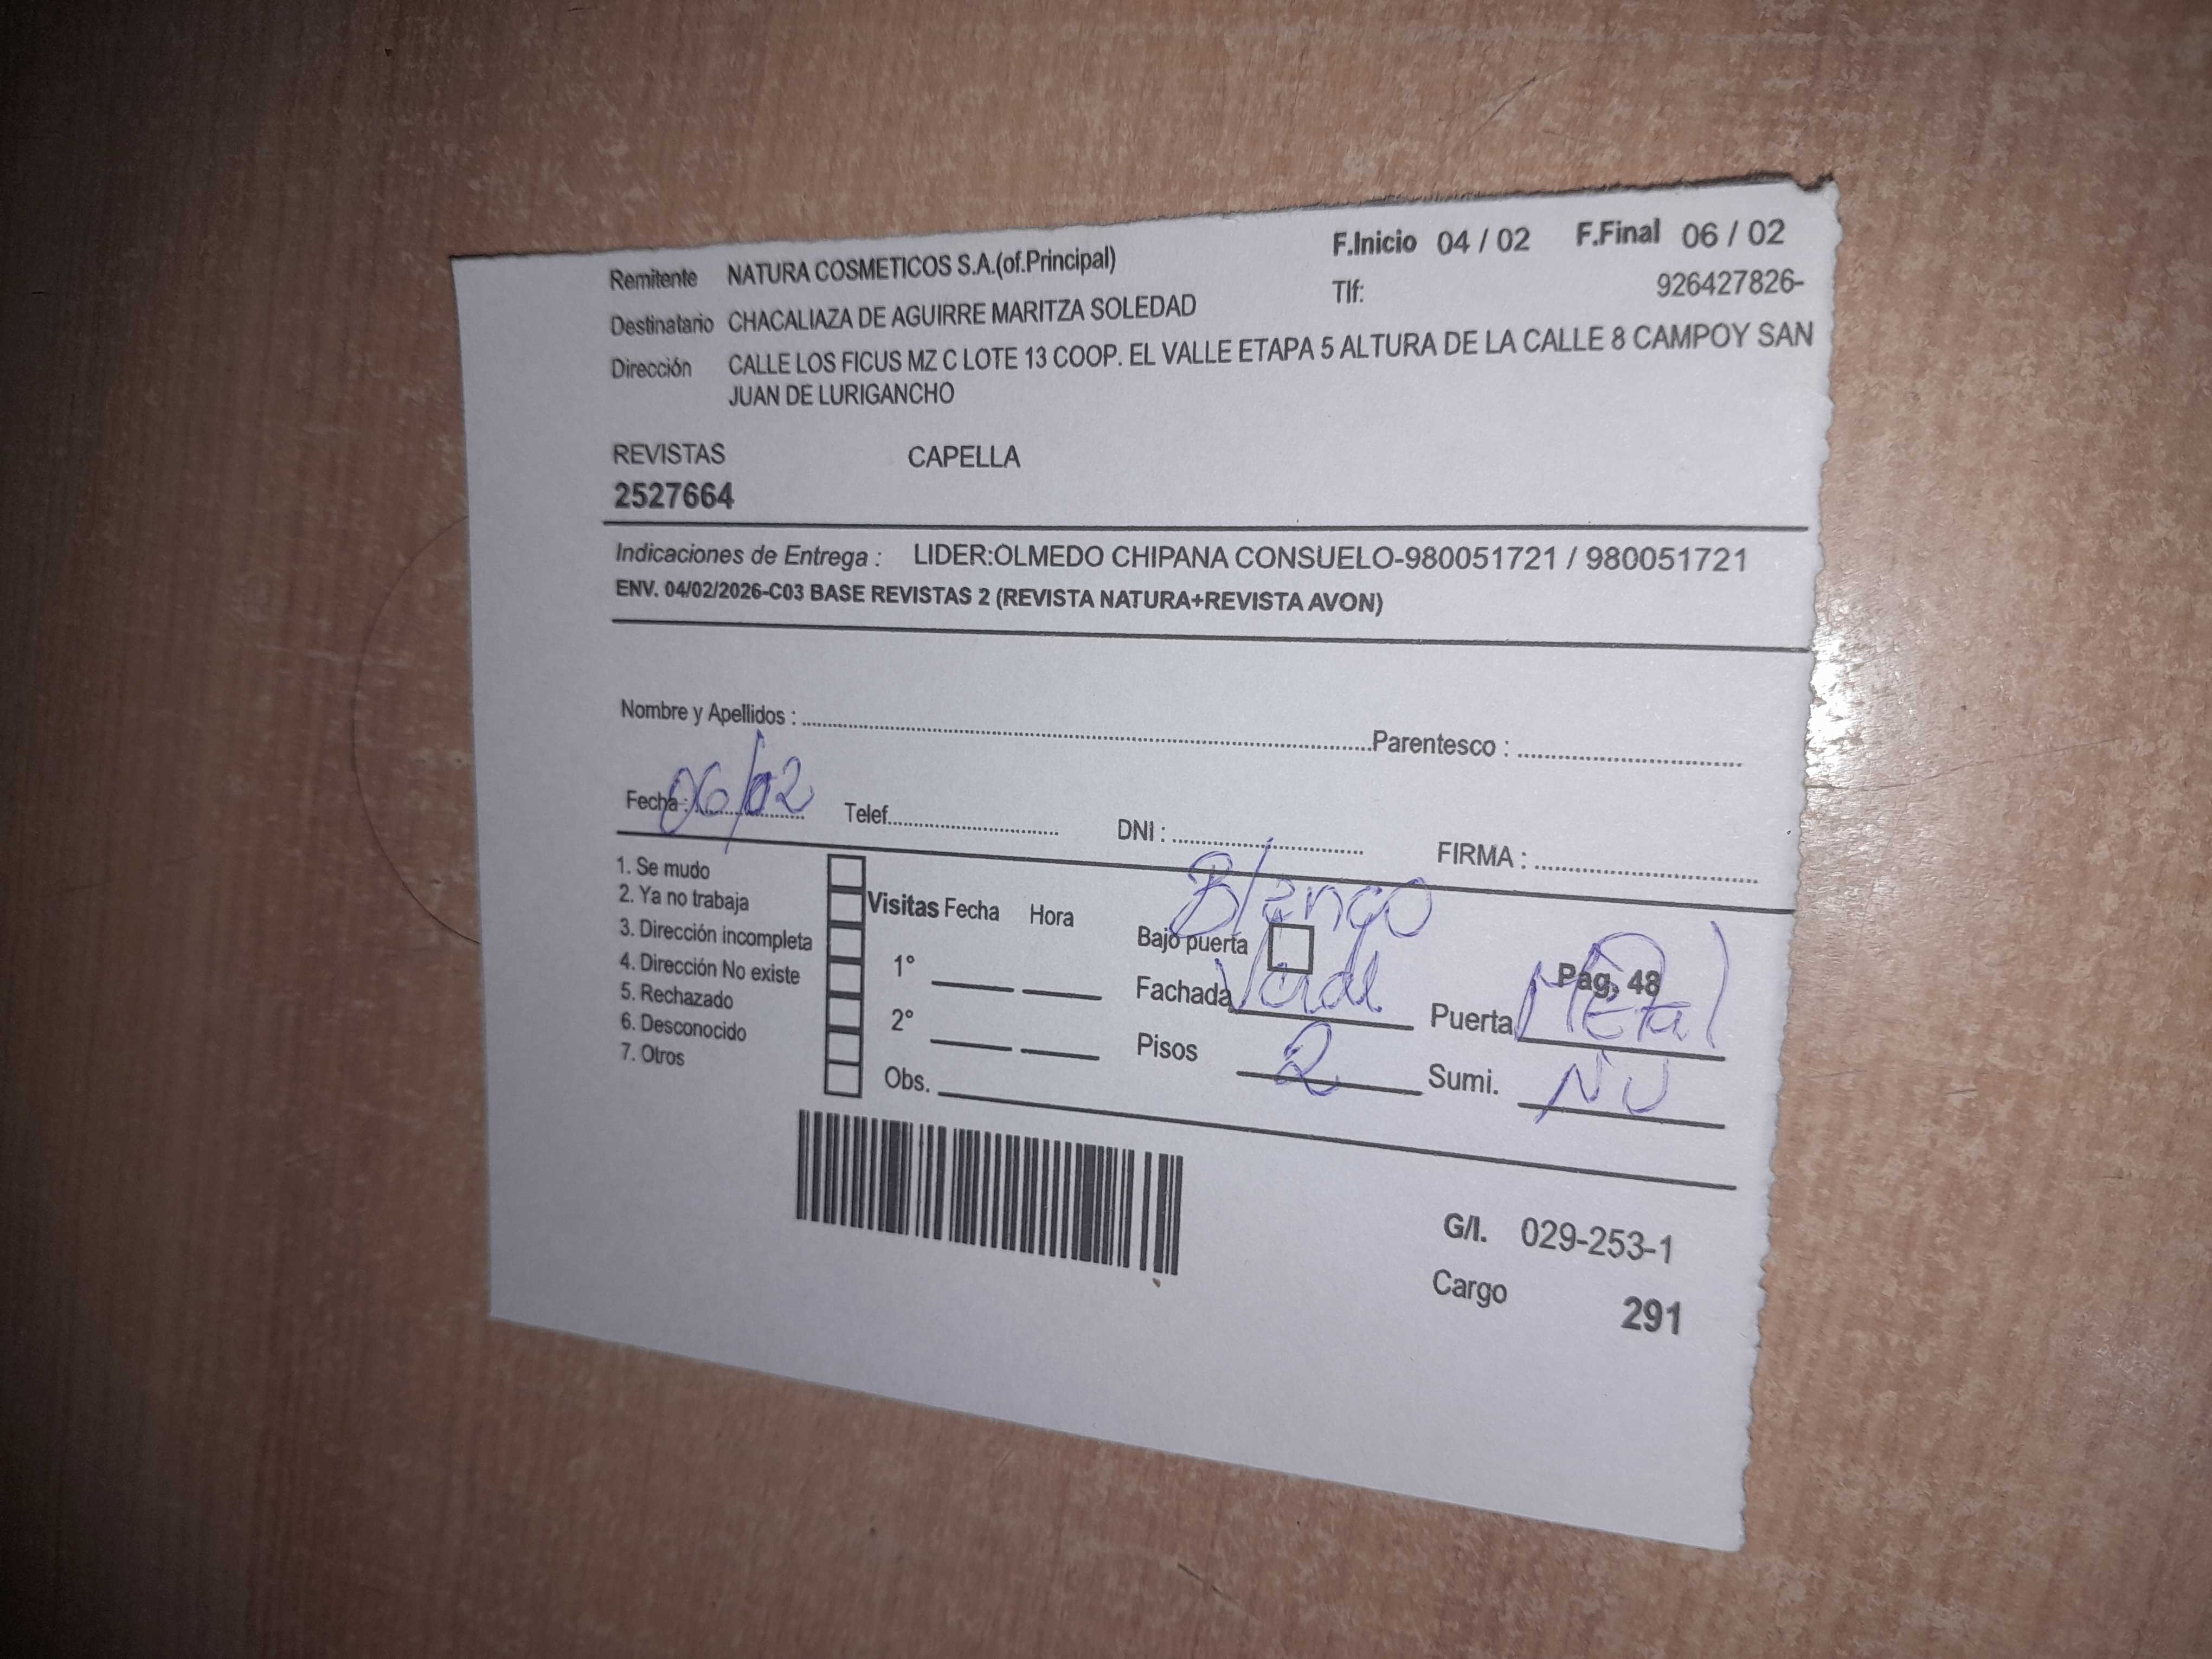 Remitente NATURA COSMETICOS S.A.(of.Principal) F.Inicio 04 / 02 F.Final 06 / 02
Destinatario CHACALIAZA DE AGUIRRE MARITZA SOLEDAD Tlf: 926427826-
Dirección CALLE LOS FICUS MZ C LOTE 13 COOP. EL VALLE ETAPA 5 ALTURA DE LA CALLE 8 CAMPOY SAN
JUAN DE LURIGANCHO
REVISTAS CAPELLA
2527664
Indicaciones de Entrega : LIDER:OLMEDO CHIPANA CONSUELO-980051721 / 980051721
ENV. 04/02/2026-C03 BASE REVISTAS 2 (REVISTA NATURA+REVISTA AVON)
Nombre y Apellidos : Parentesco :
Fecha : 06/02 Telef. DNI : FIRMA :
1. Se mudo
2. Ya no trabaja
3. Dirección incompleta
4. Dirección No existe
5. Rechazado
6. Desconocido
7. Otros
Visitas Fecha Hora
1°
2°
Obs.
Blanco
Bajo puerta Pag. 48
Fachada Verde Puerta Metal
Pisos 2 Sumi. NU
G/I. 029-253-1
Cargo 291